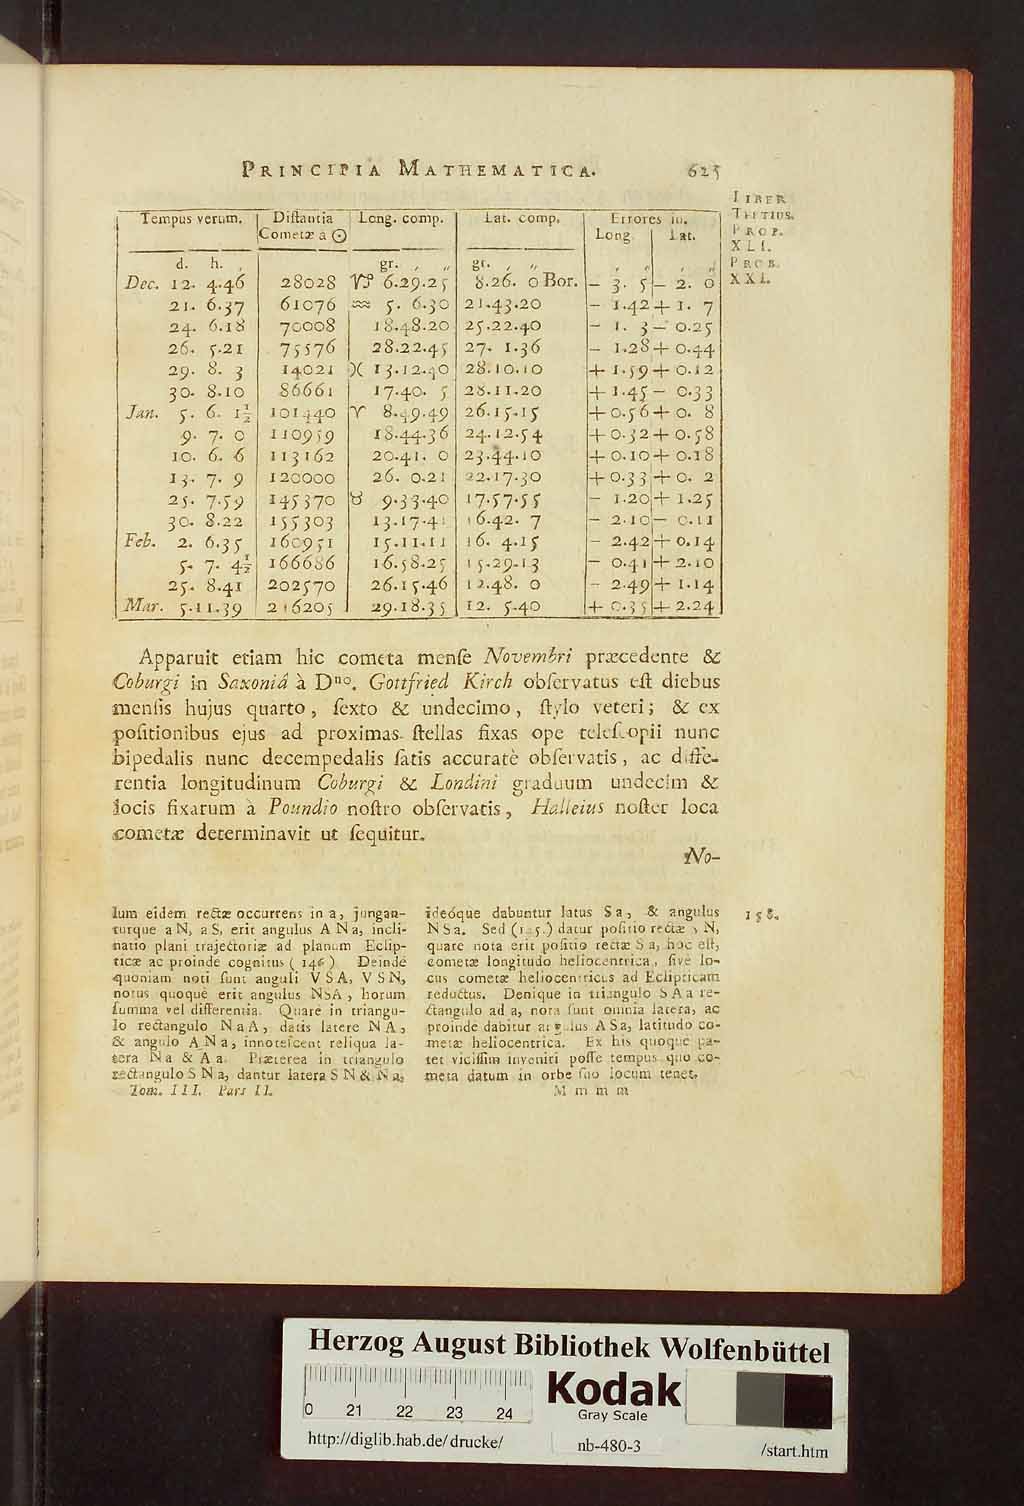 PRINCIPIA MATHEMATICA. 625
LIBER
TERTIUS.
PROP.
XLI.
PROB.
XXI.
Tempus verum. Diſtantia Long. comp. Lat. comp. Errores in.
Cometæ a ☉ Long. Lat.
d. h. , gr. , ,, gr. , ,, , ,, , ,,
Dec. 12. 4.46 28028 ♑ 6.29.25 8.26. 0 Bor. − 3. 5 − 2. 0
21. 6.37 61076 ♒ 5. 6.30 21.43.20 − 1.42 + 1. 7
24. 6.18 70008 18.48.20 25.22.40 − 1. 3 − 0.25
26. 5.21 75576 28.22.45 27. 1.36 − 1.28 + 0.44
29. 8. 3 14021 ♓ 13.12.40 28.10.10 + 1.59 + 0.12
30. 8.10 86661 17.40. 5 28.11.20 + 1.45 − 0.33
Jan. 5. 6. 1½ 101440 ♈ 8.49.49 26.15.15 + 0.56 + 0. 8
9. 7. 0 110959 18.44.36 24.12.54 + 0.32 + 0.58
10. 6. 6 113162 20.41. 0 23.44.10 + 0.10 + 0.18
13. 7. 9 120000 26. 0.21 22.17.30 + 0.33 + 0. 2
25. 7.59 145370 ♉ 9.33.40 17.57.55 − 1.20 + 1.25
30. 8.22 155303 13.17.41 16.42. 7 − 2.10 − 0.11
Feb. 2. 6.35 160951 15.11.11 16. 4.15 − 2.42 + 0.14
5. 7. 4½ 166686 16.58.25 15.29.13 − 0.41 + 2.10
25. 8.41 202570 26.15.46 12.48. 0 − 2.49 + 1.14
Mar. 5.11.39 216205 29.18.35 12. 5.40 + 0.35 + 2.24
Apparuit etiam hic cometa menſe Novembri præcedente &
Coburgi in Saxoniâ à Dno. Gottfried Kirch obſervatus eſt diebus
menſis hujus quarto, ſexto & undecimo, ſtylo veteri; & ex
poſitionibus ejus ad proximas ſtellas fixas ope teleſcopii nunc
bipedalis nunc decempedalis ſatis accuratè obſervatis, ac diffe-
rentia longitudinum Coburgi & Londini graduum undecim &
locis fixarum à Poundio noſtro obſervatis, Halleius noſter loca
cometæ determinavit ut ſequitur.
No-
lum eidem rectæ occurrens in a, jungan-
turque aN, aS, erit angulus ANa, incli-
natio plani trajectoriæ ad planum Eclip-
ticæ ac proinde cognitus (146) Deinde
quoniam noti ſunt anguli VSA, VSN,
notus quoque erit angulus NSA, horum
ſumma vel differentia. Quare in triangu-
lo rectangulo NaA, datis latere NA,
& angulo ANa, innoteſcent reliqua la-
tera Na & Aa. Præterea in triangulo
rectangulo SNa, dantur latera SN & Na,
Tom. III. Pars II.
ideóque dabuntur latus Sa, & angulus
NSa. Sed datur poſitio rectæ SN,
quare nota erit poſitio rectæ Sa, hoc eſt,
cometæ longitudo heliocentrica, ſive lo-
cus cometæ heliocentricus ad Eclipticam
reductus. Denique in triangulo SAa re-
ctangulo ad a, nota ſunt omnia latera, ac
proinde dabitur angulus ASa, latitudo co-
metæ heliocentrica. Ex his quoque pa-
tet viciſſim inveniri poſſe tempus quo co-
meta datum in orbe ſuo locum tenet.
M m m m
158.
Herzog August Bibliothek Wolfenbüttel
0 21 22 23 24
Kodak
Gray Scale
http://diglib.hab.de/drucke/ nb-480-3 /start.htm